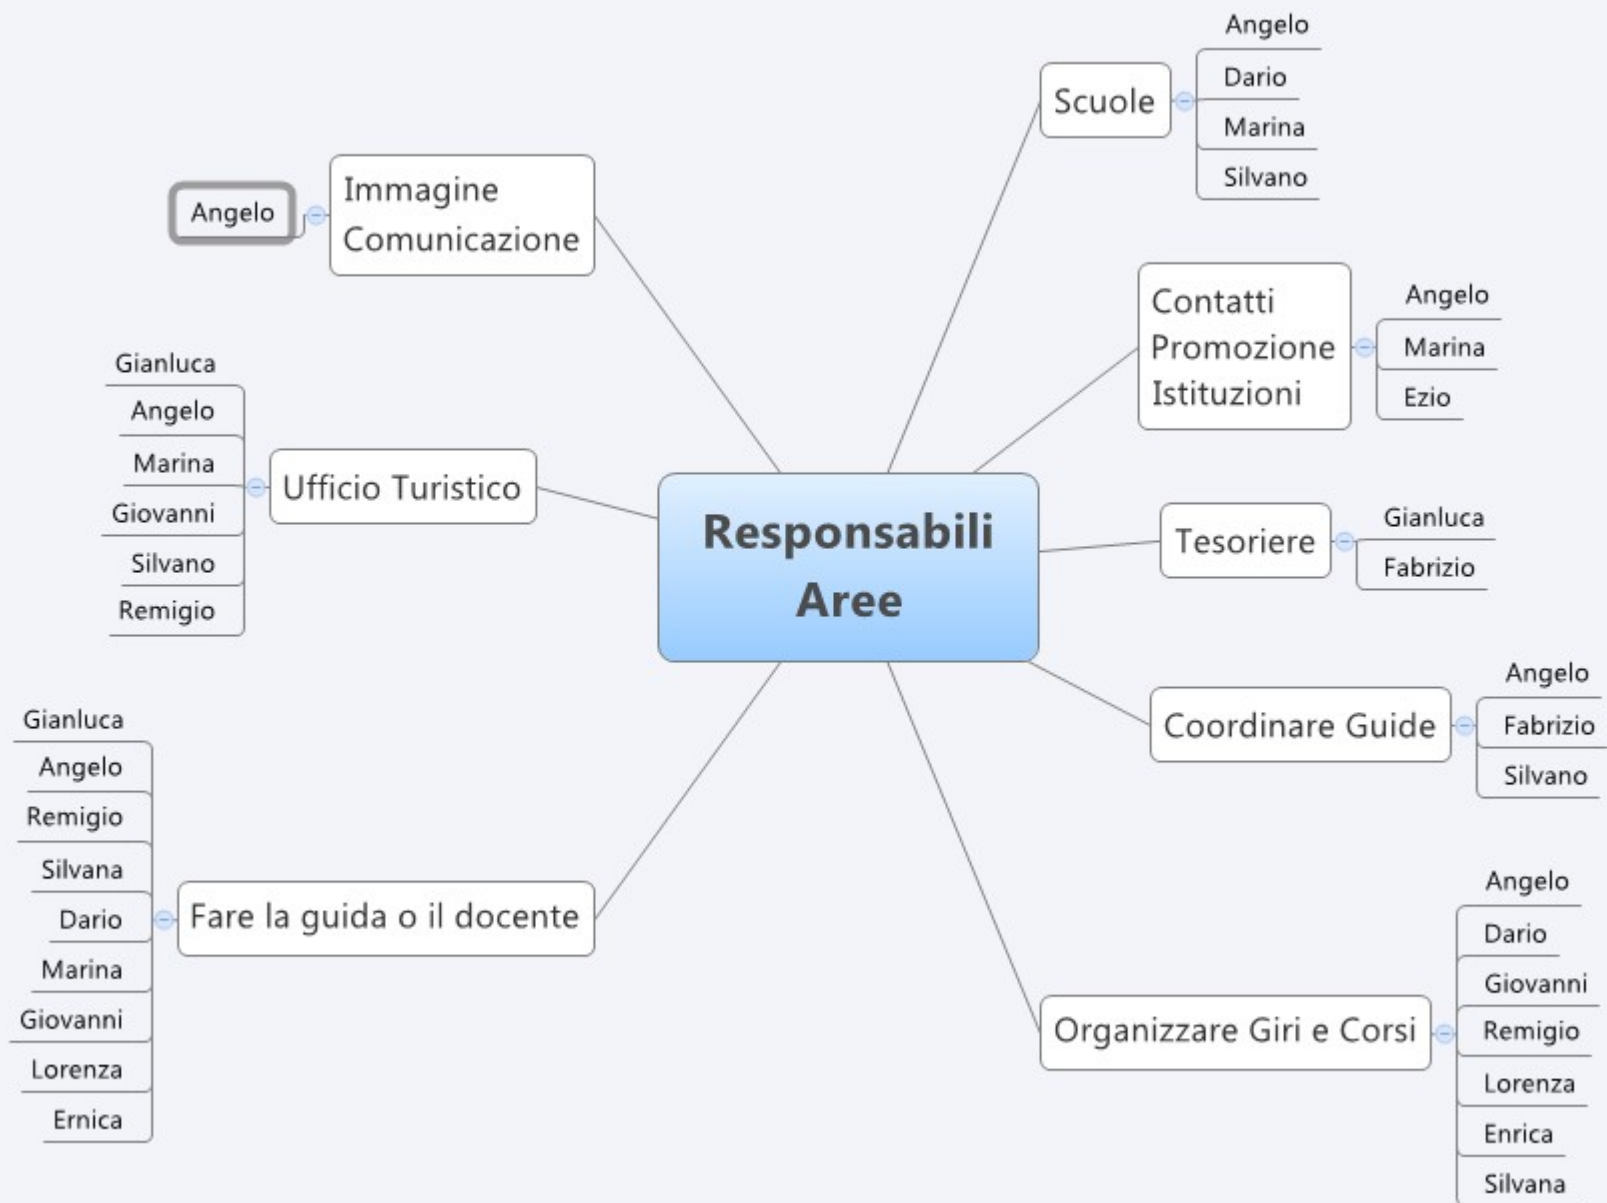 Responsabili
Aree
Scuole
Angelo
Dario
Marina
Silvano
Contatti
Promozione
Istituzioni
Angelo
Marina
Ezio
Tesoriere
Gianluca
Fabrizio
Coordinare Guide
Angelo
Fabrizio
Silvano
Organizzare Giri e Corsi
Angelo
Dario
Giovanni
Remigio
Lorenza
Enrica
Silvana
Immagine
Comunicazione
Angelo
Ufficio Turistico
Gianluca
Angelo
Marina
Giovanni
Silvano
Remigio
Fare la guida o il docente
Gianluca
Angelo
Remigio
Silvana
Dario
Marina
Giovanni
Lorenza
Ernica